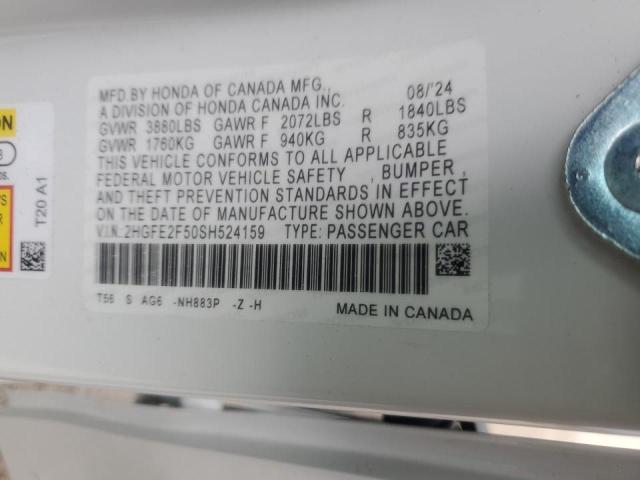 MFD.BY HONDA OF CANADA MFG., 08/'24
A DIVISION OF HONDA CANADA INC.
GVWR 3880LBS GAWR F 2072LBS R 1840LBS
GVWR 1760KG GAWR F 940KG R 835KG
THIS VEHICLE CONFORMS TO ALL APPLICABLE
FEDERAL MOTOR VEHICLE SAFETY , BUMPER ,
AND THEFT PREVENTION STANDARDS IN EFFECT
ON THE DATE OF MANUFACTURE SHOWN ABOVE.
V.I.N:2HGFE2F50SH524159 TYPE: PASSENGER CAR
T56 S AG6 -NH883P -Z -H
MADE IN CANADA
T20 A1